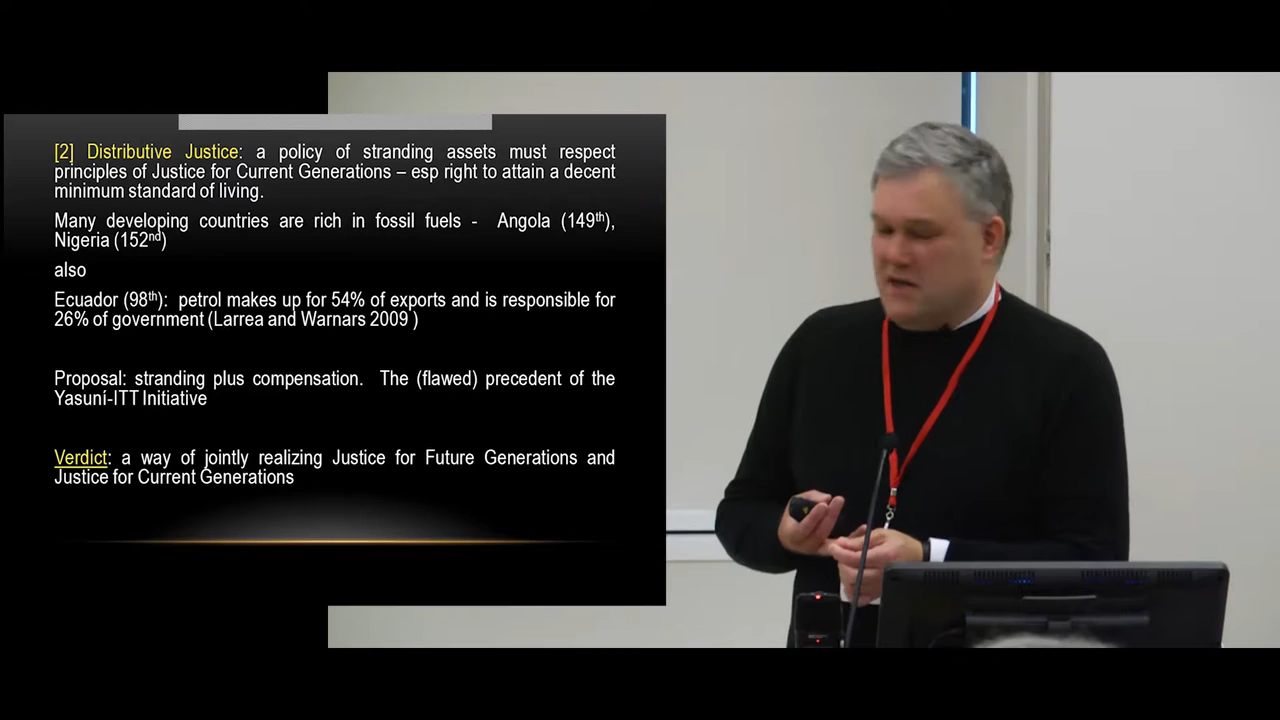 [2] Distributive Justice: a policy of stranding assets must respect
principles of Justice for Current Generations – esp right to attain a decent
minimum standard of living.
Many developing countries are rich in fossil fuels - Angola (149th),
Nigeria (152nd)
also
Ecuador (98th): petrol makes up for 54% of exports and is responsible for
26% of government (Larrea and Warnars 2009 )
Proposal: stranding plus compensation. The (flawed) precedent of the
Yasuní-ITT Initiative
Verdict: a way of jointly realizing Justice for Future Generations and
Justice for Current Generations